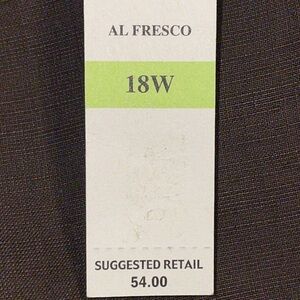 AL FRESCO
18W
SUGGESTED RETAIL
54.00